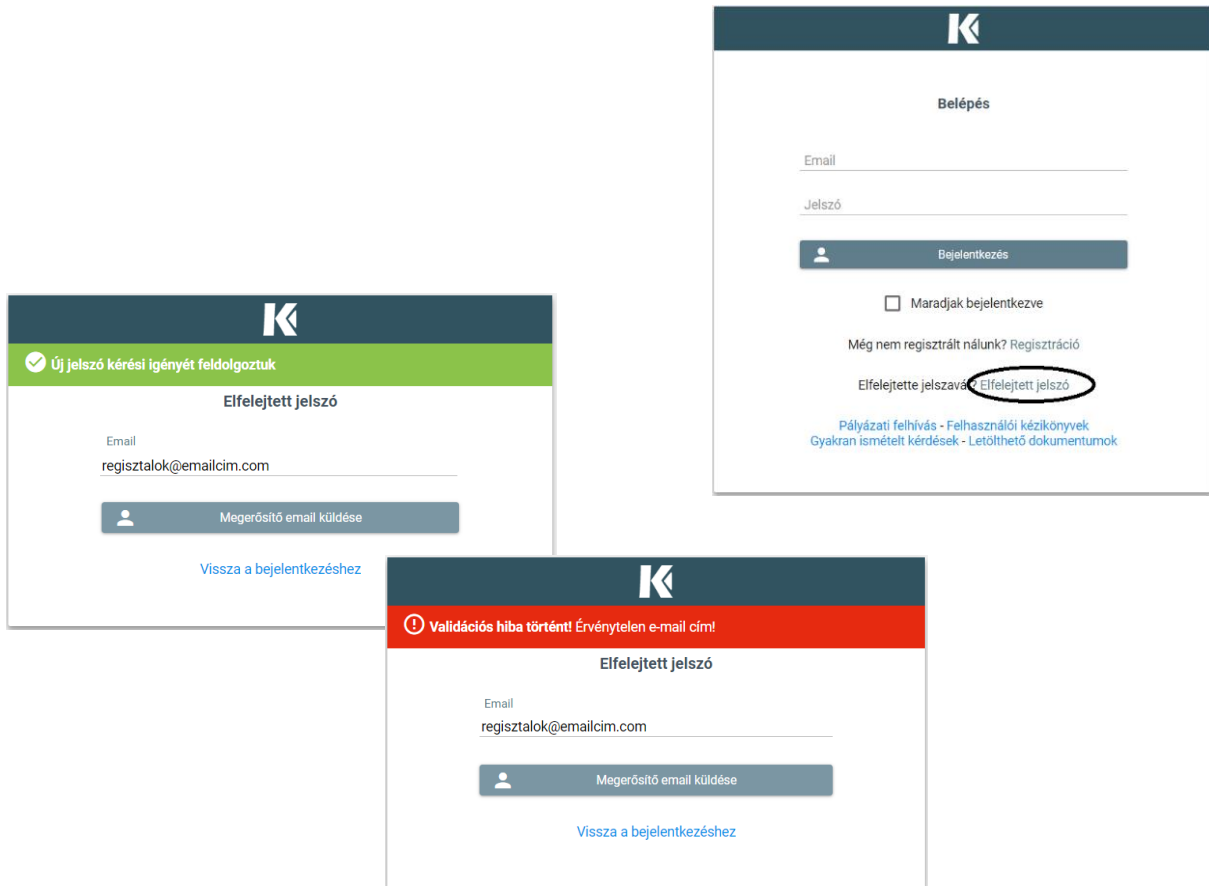 Belépés
Email
Jelszó
Bejelentkezés
Maradjak bejelentkezve
Még nem regisztrált nálunk? Regisztráció
Elfelejtette jelszavát? Elfelejtett jelszó
Pályázati felhívás - Felhasználói kézikönyvek
Gyakran ismételt kérdések - Letölthető dokumentumok
Új jelszó kérési igényét feldolgoztuk
Elfelejtett jelszó
Email
regisztalok@emailcim.com
Megerősítő email küldése
Vissza a bejelentkezéshez
Validációs hiba történt! Érvénytelen e-mail cím!
Elfelejtett jelszó
Email
regisztalok@emailcim.com
Megerősítő email küldése
Vissza a bejelentkezéshez